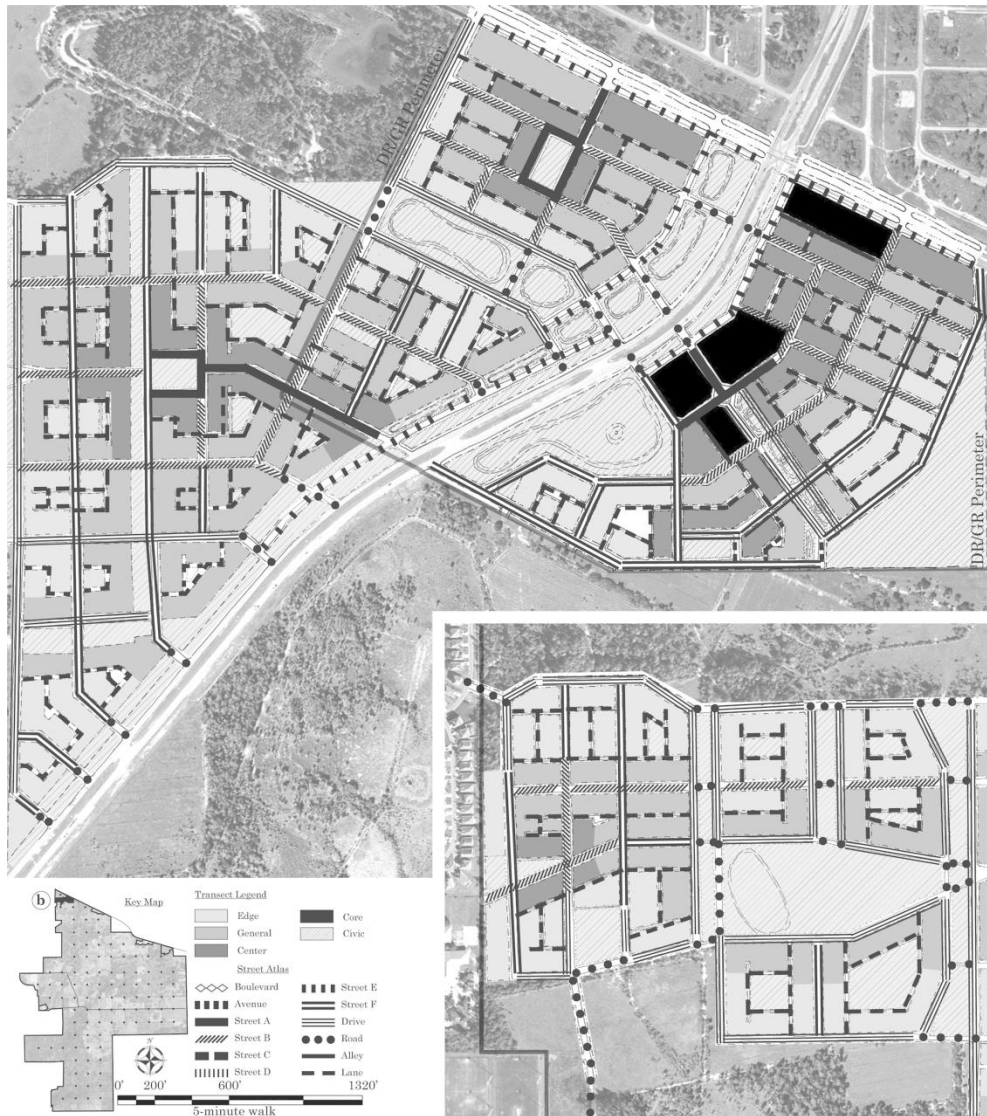 DR/GR Perimeter
DR/GR Perimeter
b
Key Map
Transect Legend
Edge
General
Center
Core
Civic
Street Atlas
Boulevard
Avenue
Street A
Street B
Street C
Street D
Street E
Street F
Drive
Road
Alley
Lane
N
0' 200' 600' 1320'
5-minute walk